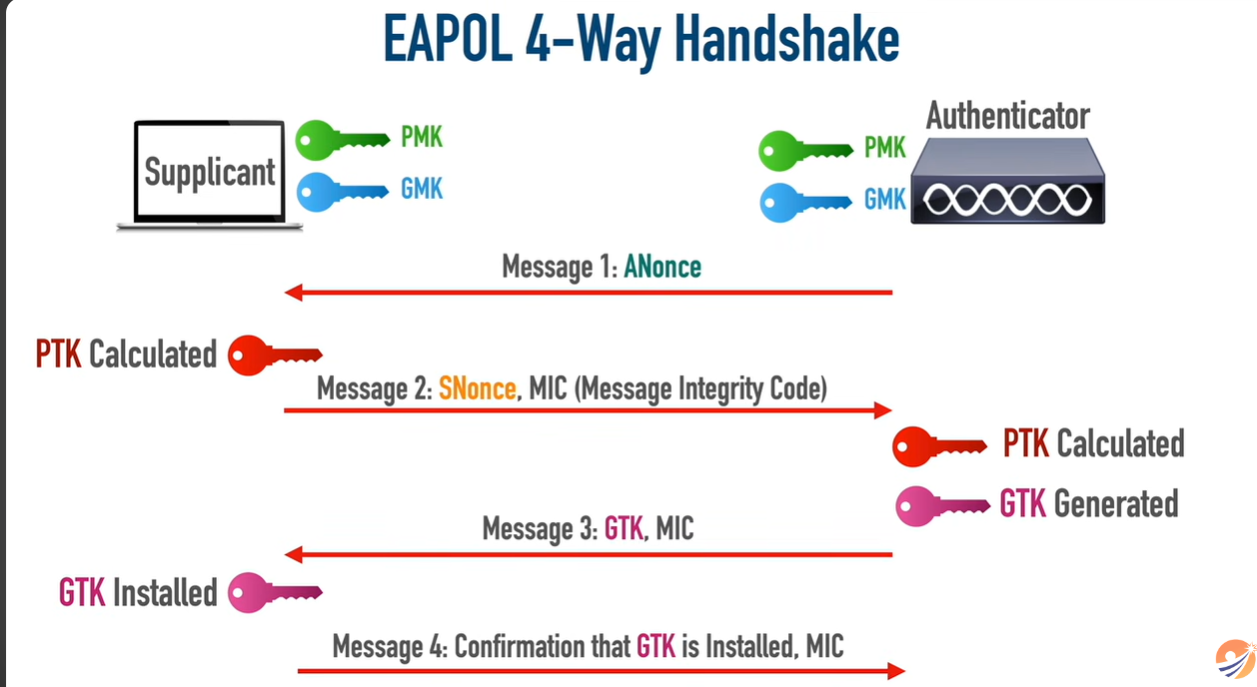 EAPOL 4-Way Handshake
Authenticator
Supplicant
PMK
GMK
PMK
GMK
Message 1: ANonce
PTK Calculated
Message 2: SNonce, MIC (Message Integrity Code)
PTK Calculated
GTK Generated
Message 3: GTK, MIC
GTK Installed
Message 4: Confirmation that GTK is Installed, MIC